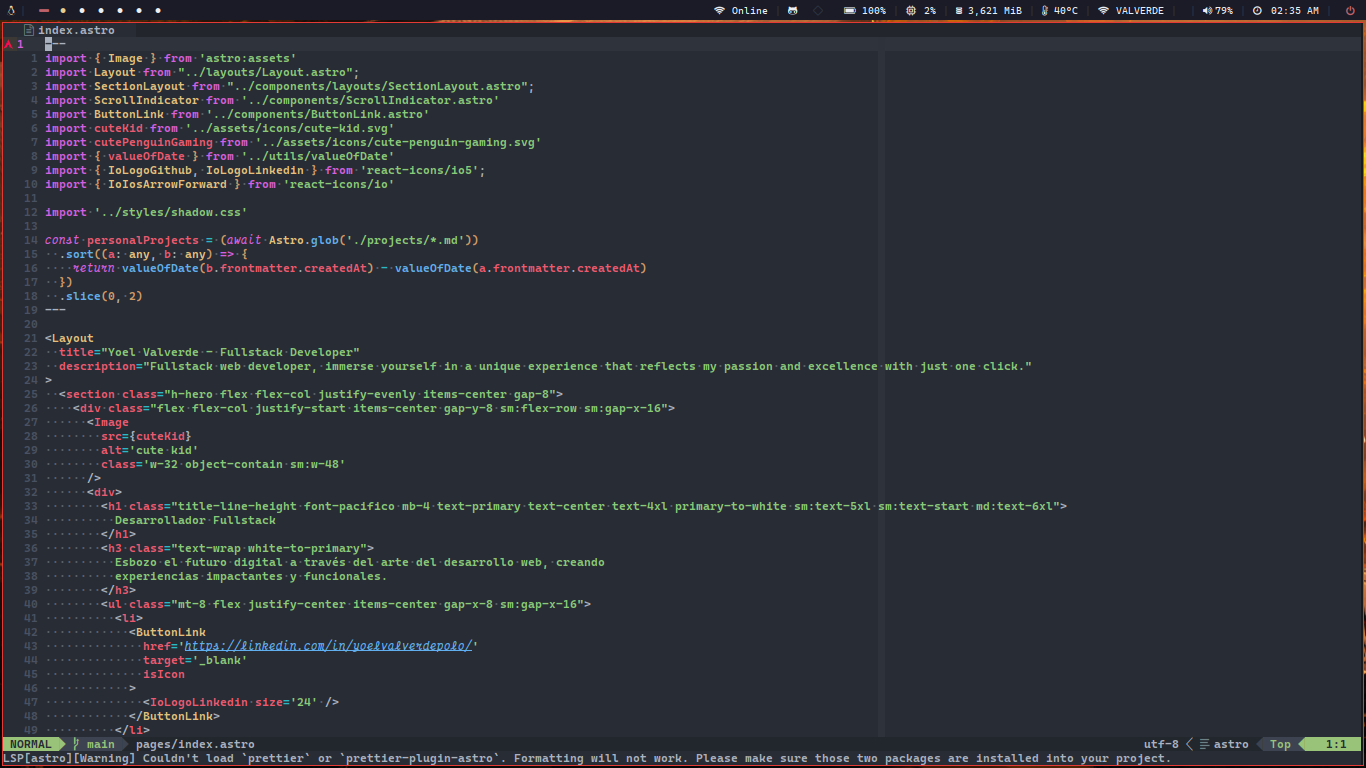 Online 100% 2% 3,621 MiB 40ºC VALVERDE 79% 02:35 AM
index.astro
1 ---
1 import { Image } from 'astro:assets'
2 import Layout from "../layouts/Layout.astro";
3 import SectionLayout from "../components/layouts/SectionLayout.astro";
4 import ScrollIndicator from '../components/ScrollIndicator.astro'
5 import ButtonLink from '../components/ButtonLink.astro'
6 import cuteKid from '../assets/icons/cute-kid.svg'
7 import cutePenguinGaming from '../assets/icons/cute-penguin-gaming.svg'
8 import { valueOfDate } from '../utils/valueOfDate'
9 import { IoLogoGithub, IoLogoLinkedin } from 'react-icons/io5';
10 import { IoIosArrowForward } from 'react-icons/io'
11
12 import '../styles/shadow.css'
13
14 const personalProjects = (await Astro.glob('./projects/*.md'))
15 .sort((a: any, b: any) => {
16 return valueOfDate(b.frontmatter.createdAt) - valueOfDate(a.frontmatter.createdAt)
17 })
18 .slice(0, 2)
19 ---
20
21 <Layout
22 title="Yoel Valverde - Fullstack Developer"
23 description="Fullstack web developer, immerse yourself in a unique experience that reflects my passion and excellence with just one click."
24 >
25 <section class="h-hero flex flex-col justify-evenly items-center gap-8">
26 <div class="flex flex-col justify-start items-center gap-y-8 sm:flex-row sm:gap-x-16">
27 <Image
28 src={cuteKid}
29 alt='cute kid'
30 class='w-32 object-contain sm:w-48'
31 />
32 <div>
33 <h1 class="title-line-height font-pacifico mb-4 text-primary text-center text-4xl primary-to-white sm:text-5xl sm:text-start md:text-6xl">
34 Desarrollador Fullstack
35 </h1>
36 <h3 class="text-wrap white-to-primary">
37 Esbozo el futuro digital a través del arte del desarrollo web, creando
38 experiencias impactantes y funcionales.
39 </h3>
40 <ul class="mt-8 flex justify-center items-center gap-x-8 sm:gap-x-16">
41 <li>
42 <ButtonLink
43 href='https://linkedin.com/in/yoelvalverdepolo/'
44 target='_blank'
45 isIcon
46 >
47 <IoLogoLinkedin size='24' />
48 </ButtonLink>
49 </li>
NORMAL main pages/index.astro utf-8 astro Top 1:1
LSP[astro][Warning] Couldn't load `prettier` or `prettier-plugin-astro`. Formatting will not work. Please make sure those two packages are installed into your project.